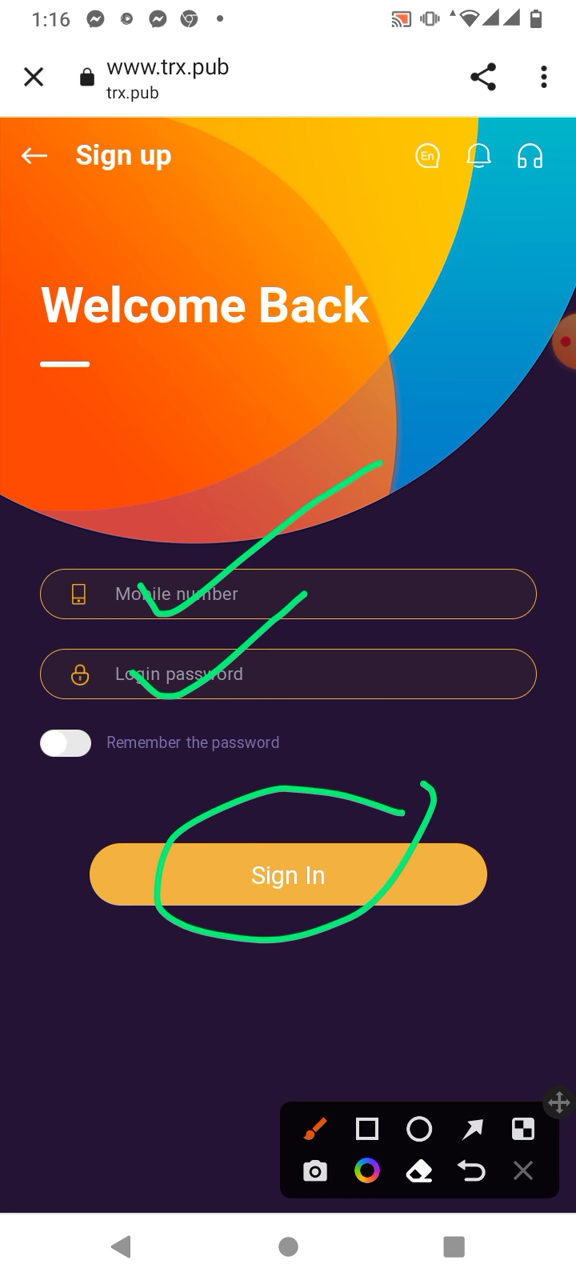 1:16
www.trx.pub
trx.pub
Sign up
En
Welcome Back
Mobile number
Login password
Remember the password
Sign In